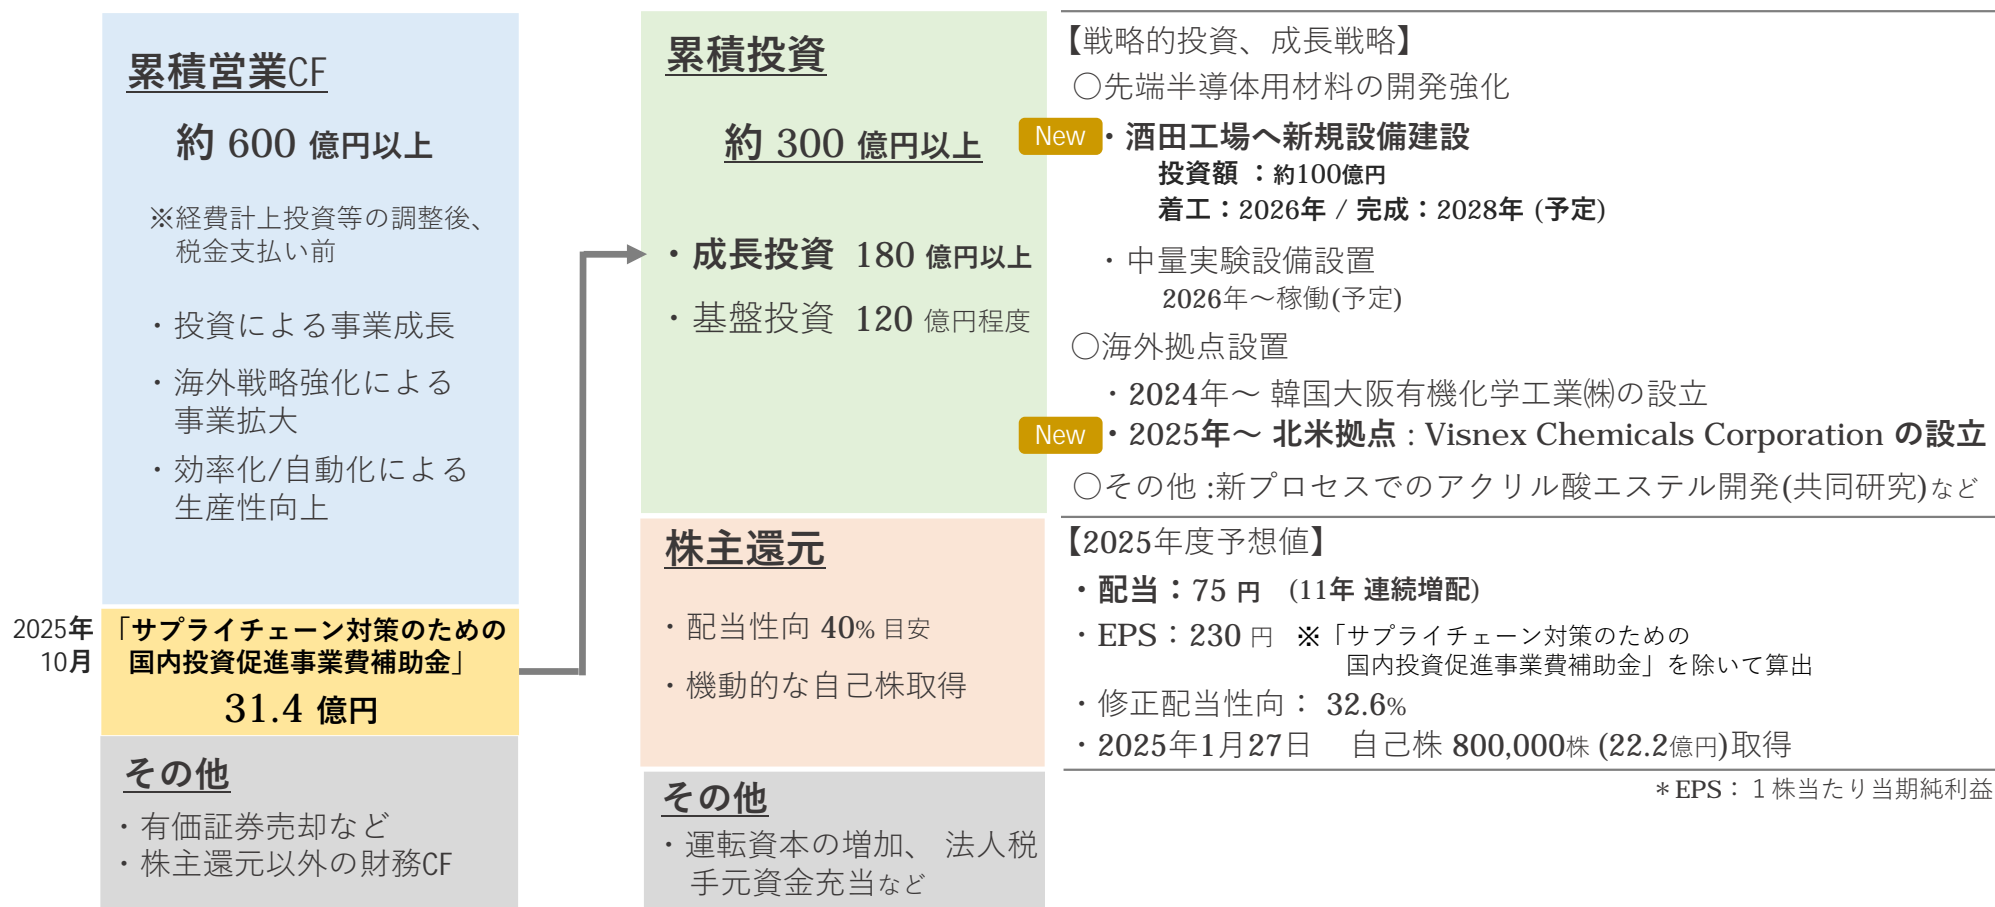 累積営業CF
約 600 億円以上
※経費計上投資等の調整後、
税金支払い前
・投資による事業成長
・海外戦略強化による
事業拡大
・効率化/自動化による
生産性向上
2025年
10月
「サプライチェーン対策のための
国内投資促進事業費補助金」
31.4 億円
その他
・有価証券売却など
・株主還元以外の財務CF
累積投資
約 300 億円以上
・成長投資 180 億円以上
・基盤投資 120 億円程度
株主還元
・配当性向 40% 目安
・機動的な自己株取得
その他
・運転資本の増加、 法人税
手元資金充当など
【戦略的投資、成長戦略】
〇先端半導体用材料の開発強化
New ・酒田工場へ新規設備建設
投資額 ：約100億円
着工：2026年 / 完成：2028年 (予定)
・中量実験設備設置
2026年～稼働(予定)
〇海外拠点設置
・2024年～ 韓国大阪有機化学工業㈱の設立
New ・2025年～ 北米拠点 : Visnex Chemicals Corporation の設立
〇その他 :新プロセスでのアクリル酸エステル開発(共同研究)など
【2025年度予想値】
・配当：75 円 (11年 連続増配)
・EPS：230 円 ※「サプライチェーン対策のための
国内投資促進事業費補助金」を除いて算出
・修正配当性向： 32.6%
・2025年1月27日 自己株 800,000株 (22.2億円)取得
＊EPS：１株当たり当期純利益